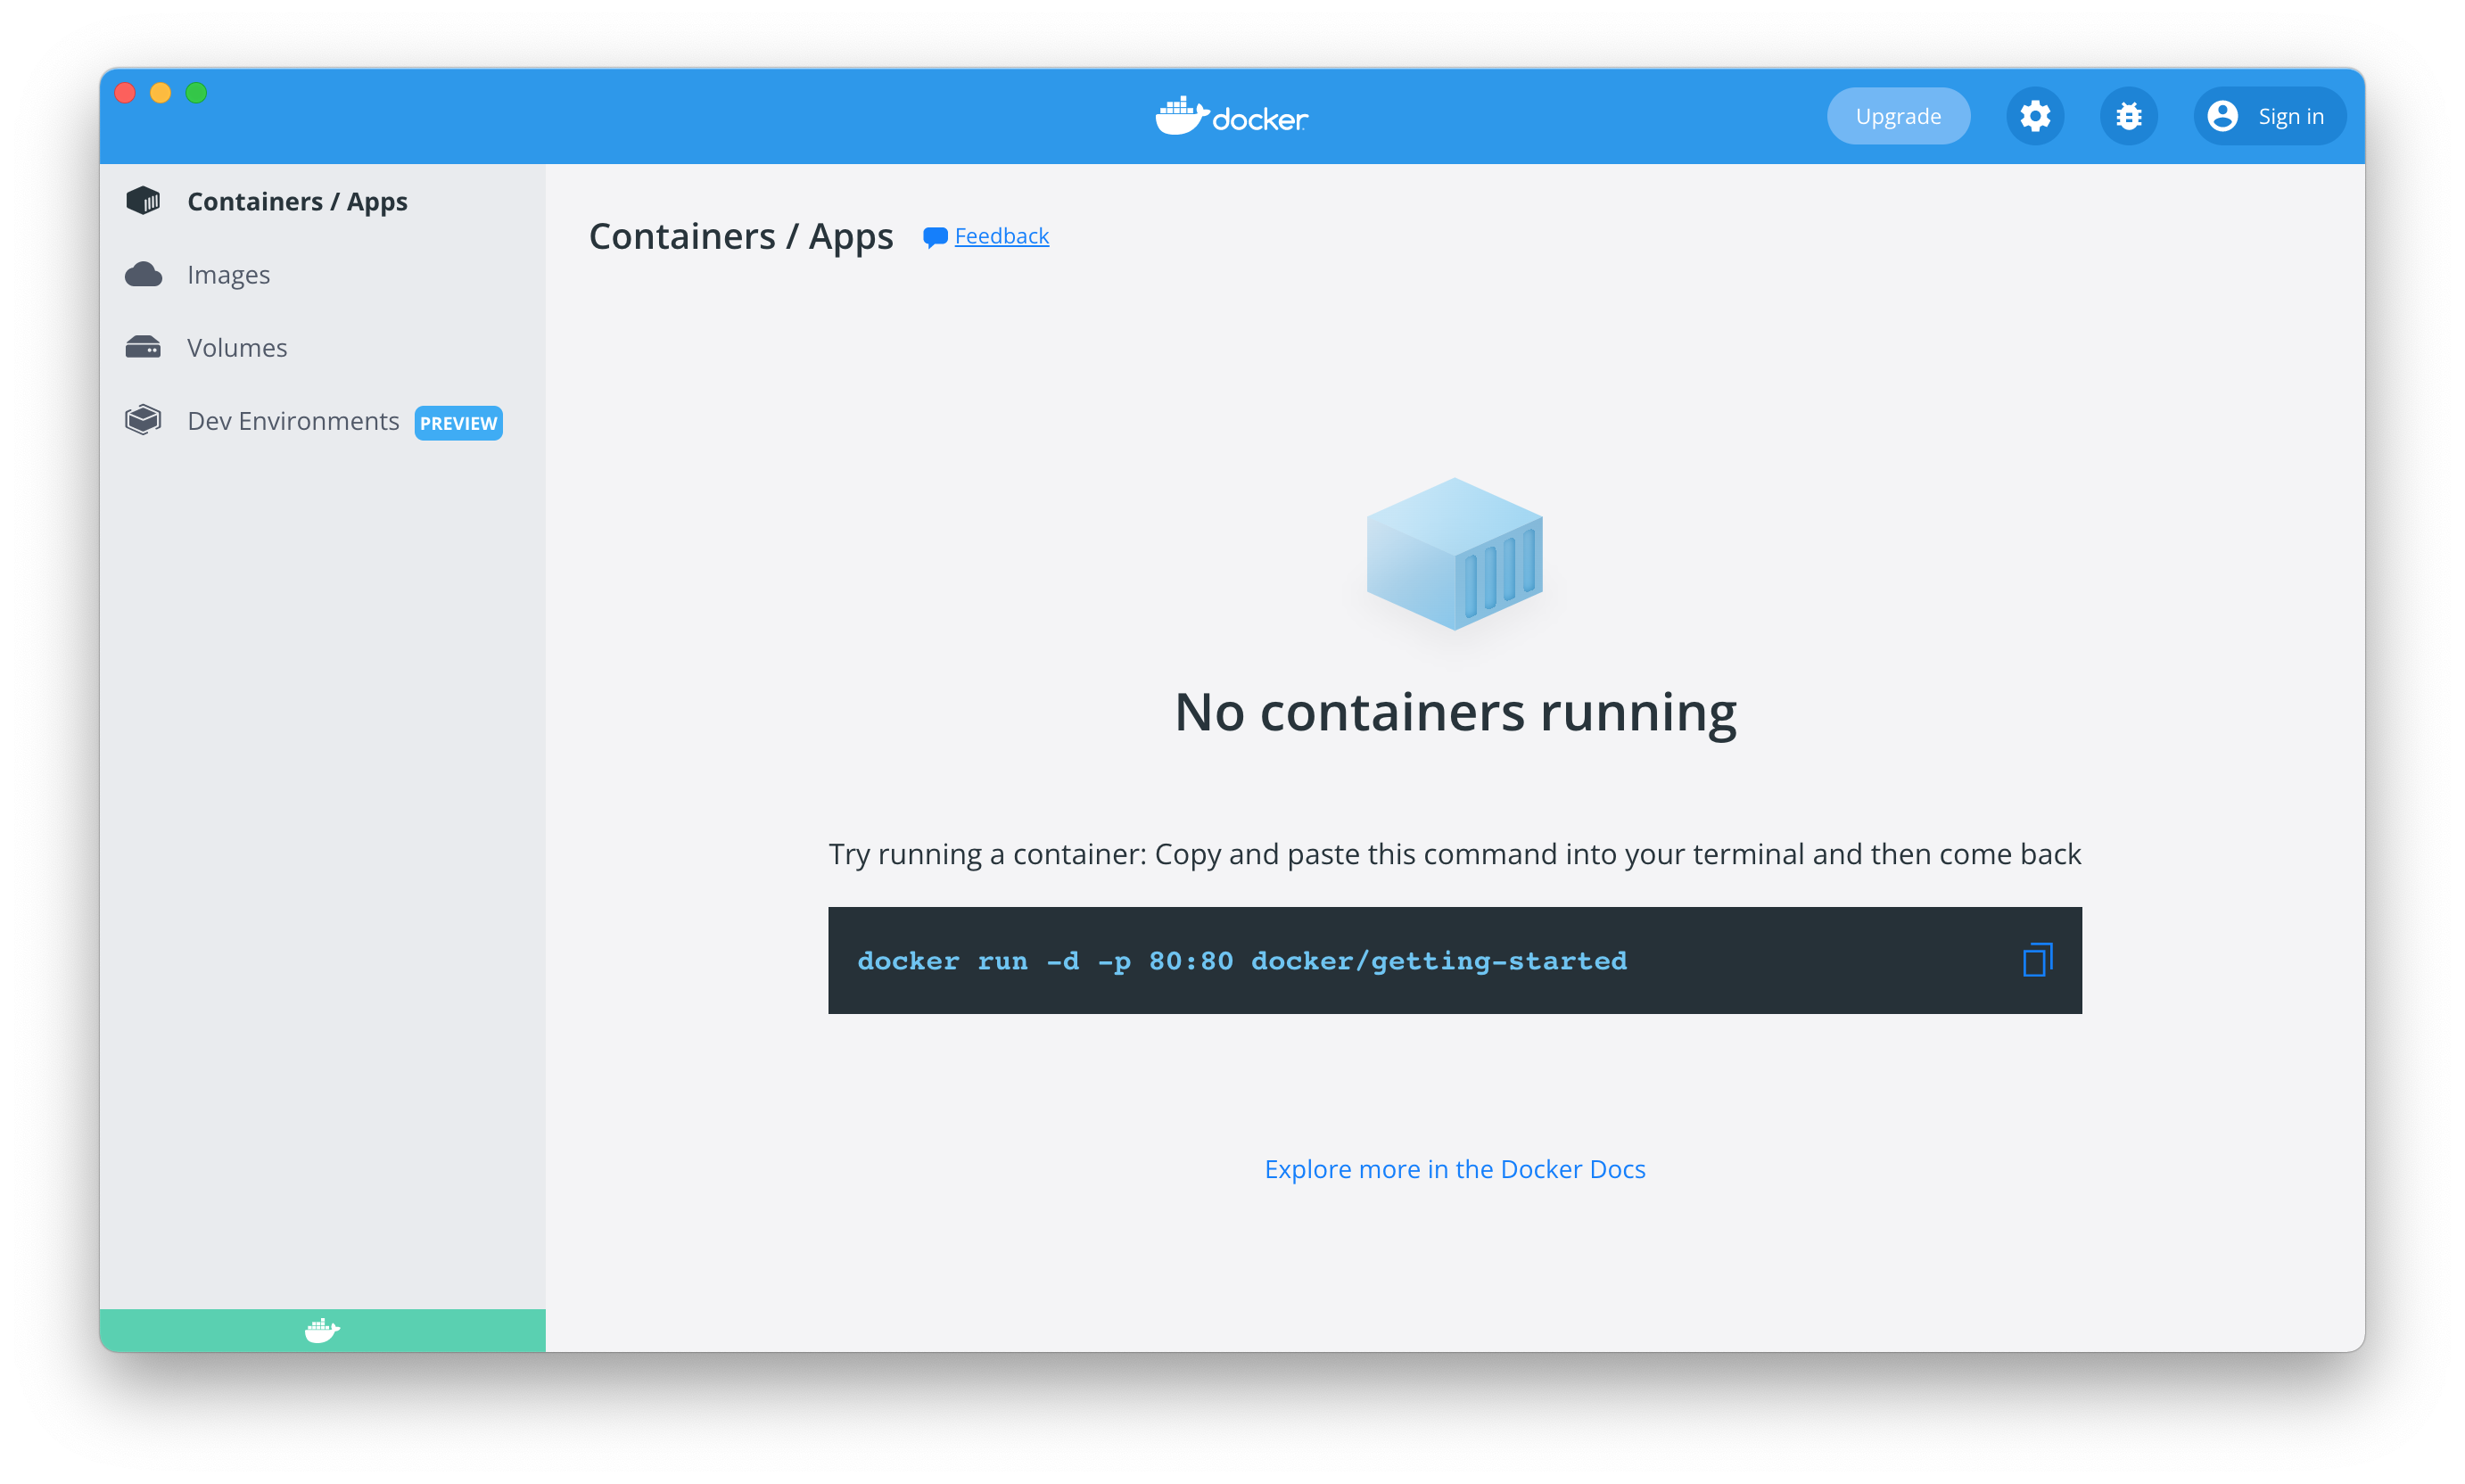 docker
Upgrade
Sign in
Containers / Apps
Images
Volumes
Dev Environments PREVIEW
Containers / Apps Feedback
No containers running
Try running a container: Copy and paste this command into your terminal and then come back
docker run -d -p 80:80 docker/getting-started
Explore more in the Docker Docs